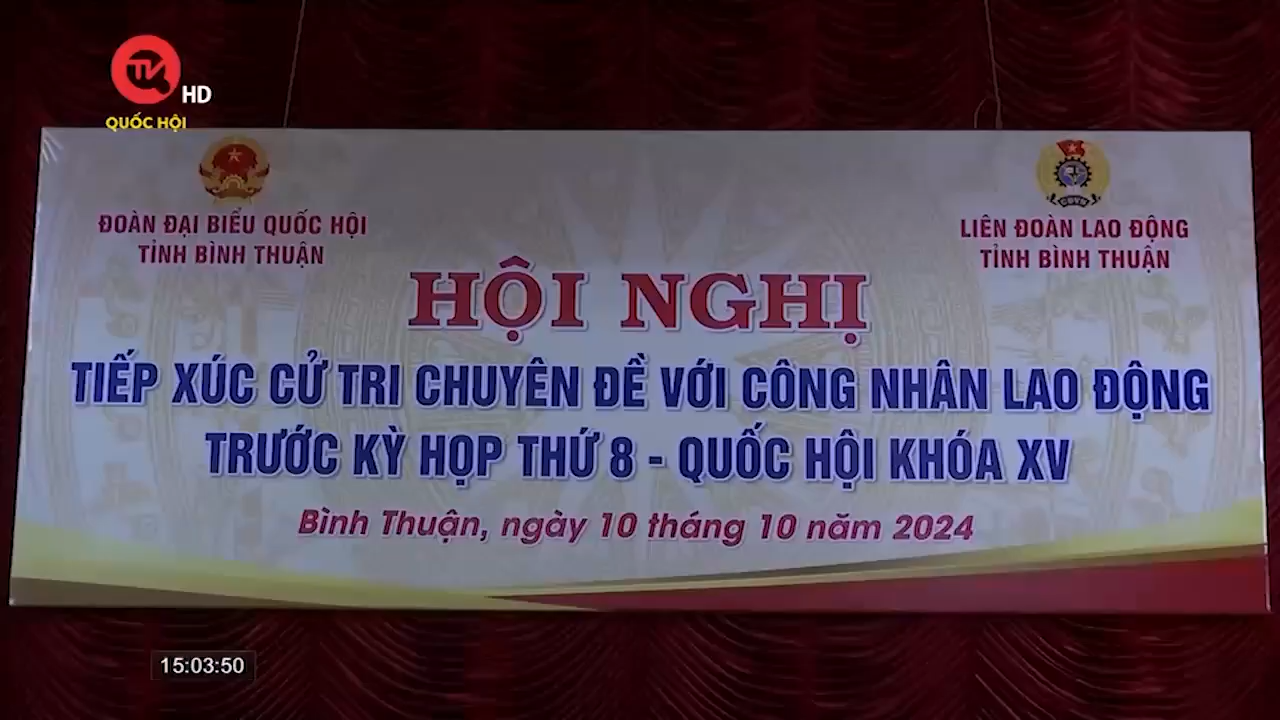 TV HD
QUỐC HỘI
ĐOÀN ĐẠI BIỂU QUỐC HỘI
TỈNH BÌNH THUẬN
LIÊN ĐOÀN LAO ĐỘNG
TỈNH BÌNH THUẬN
HỘI NGHỊ
TIẾP XÚC CỬ TRI CHUYÊN ĐỀ VỚI CÔNG NHÂN LAO ĐỘNG
TRƯỚC KỲ HỌP THỨ 8 - QUỐC HỘI KHÓA XV
Bình Thuận, ngày 10 tháng 10 năm 2024
15:03:50